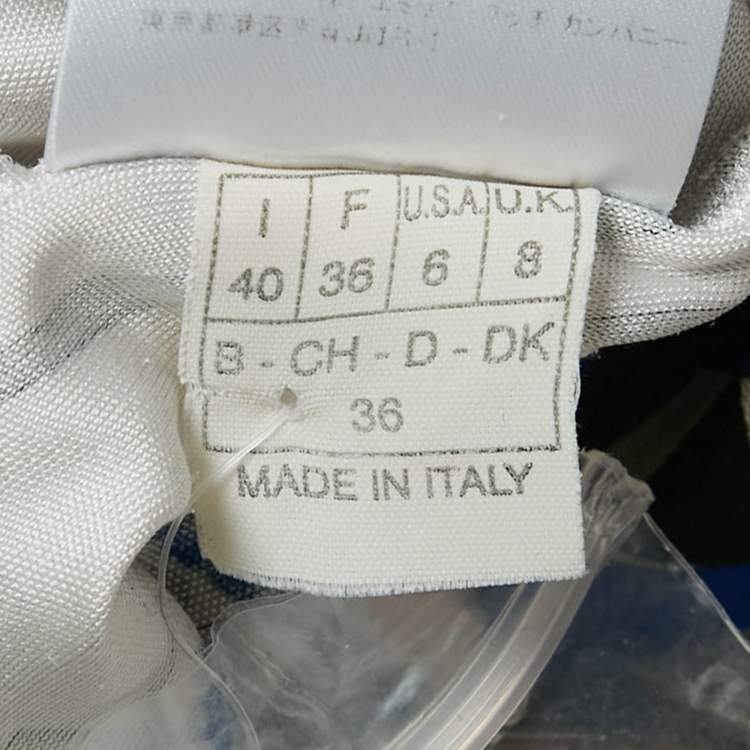 カンパニー
I F U.S.A. U.K.
40 36 6 8
B - CH - D - DK
36
MADE IN ITALY